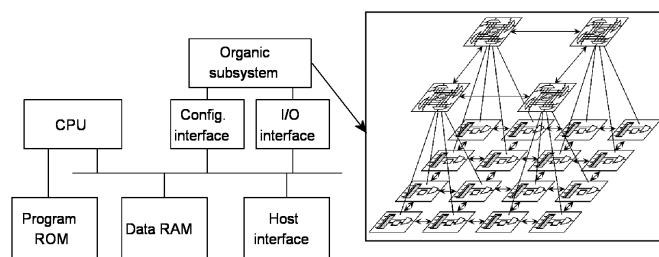 Organic
subsystem
CPU
Config.
interface
I/O
interface
Program
ROM
Data RAM
Host
interface